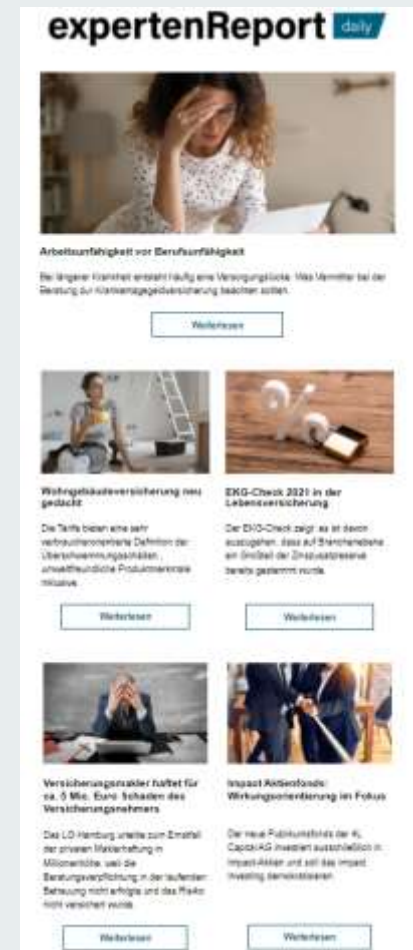 expertenReport daily
Arbeitsunfähigkeit vor Berufsunfähigkeit
Bei längerer Krankheit entsteht häufig eine Versorgungslücke. Was Vermittler bei der
Beratung zur Krankentagegeldversicherung beachten sollten.
Weiterlesen
Wohngebäudeversicherung neu
gedacht
Die Tarife bieten eine sehr
verbraucherorientierte Definition der
Überschwemmungsschäden,
umweltfreundliche Produktmerkmale
inklusive.
Weiterlesen
EKG-Check 2021 in der
Lebensversicherung
Der EKG-Check zeigt: es ist davon
auszugehen, dass auf Branchenebene
ein Großteil der Zinszusatzreserve
bereits gestemmt wurde.
Weiterlesen
Versicherungsmakler haftet für
ca. 5 Mio. Euro Schaden des
Versicherungsnehmers
Das LG Hamburg urteilte zum Ernstfall
der privaten Maklerhaftung in
Millionenhöhe, weil die
Beratungsverpflichtung in der laufenden
Betreuung nicht erfolgte und das Risiko
nicht versichert wurde.
Weiterlesen
Impact Aktienfonds:
Wirkungsorientierung im Fokus
Der neue Publikumsfonds der 4L
Capital AG investiert ausschließlich in
Impact-Aktien und soll das Impact
Investing demokratisieren.
Weiterlesen